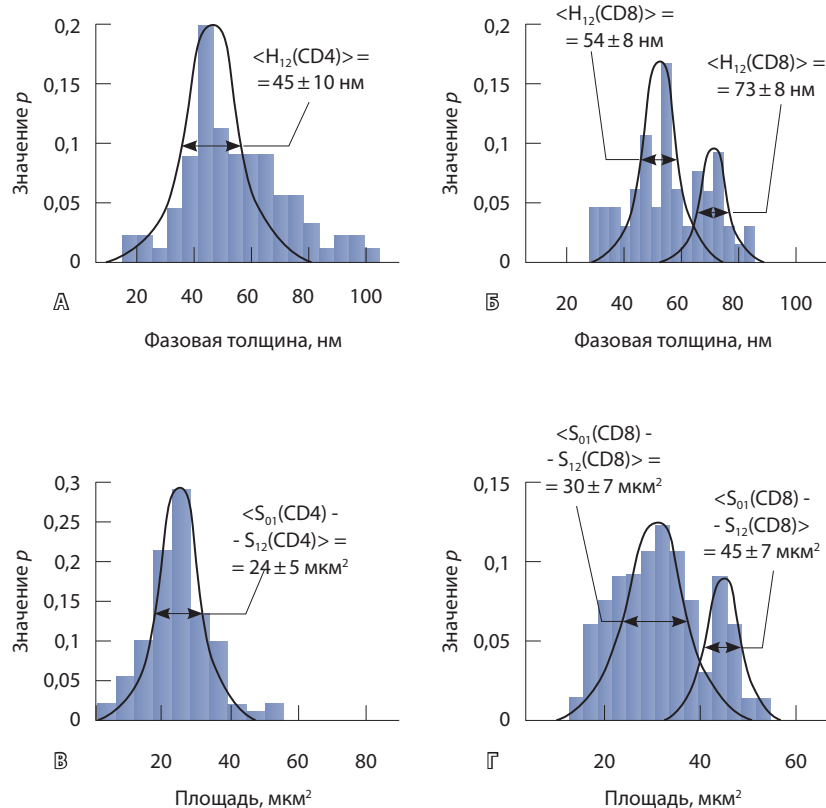 <H₁₂(CD4)> =
= 45 ± 10 нм
Значение p
0,2
0,15
0,1
0,05
0
20 40 60 80 100
А
Фазовая толщина, нм
<H₁₂(CD8)> =
= 54 ± 8 нм
<H₁₂(CD8)> =
= 73 ± 8 нм
Значение p
0,2
0,15
0,1
0,05
0
20 40 60 80 100
Б
Фазовая толщина, нм
<S₀₁(CD4) -
- S₁₂(CD4)> =
= 24 ± 5 мкм²
Значение p
0,3
0,25
0,2
0,15
0,1
0,05
0
20 40 60 80
В
Площадь, мкм²
<S₀₁(CD8) -
- S₁₂(CD8)> =
= 30 ± 7 мкм²
<S₀₁(CD8) -
- S₁₂(CD8)>
= 45 ± 7 мкм²
Значение p
0,15
0,1
0,05
0
20 40 60
Г
Площадь, мкм²